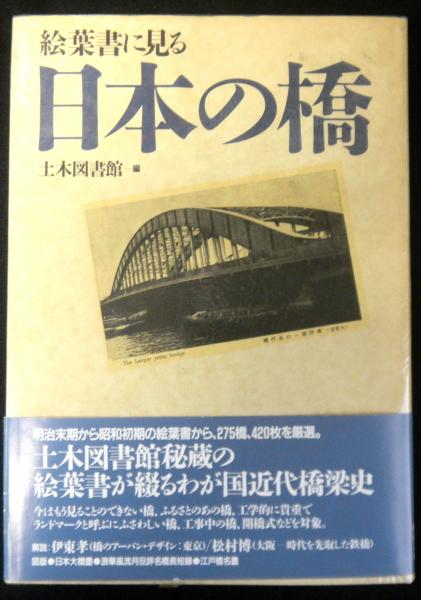 絵葉書に見る
日本の橋
土木図書館 編
明治末期から昭和初期の絵葉書から、275橋、420枚を厳選。
土木図書館秘蔵の
絵葉書が綴るわが国近代橋梁史
今はもう見ることのできない橋、ふるさとのあの橋、工学的に貴重で
ランドマークと呼ぶにふさわしい橋、工事中の橋、開橋式などを対象。
解説:伊東孝(橋のアーバン・デザイン:東京)/松村博(大阪―時代を先取した鉄橋)
図版●日本大橋盡●浪華風流月旦評名橋長短録●江戸橋名盡